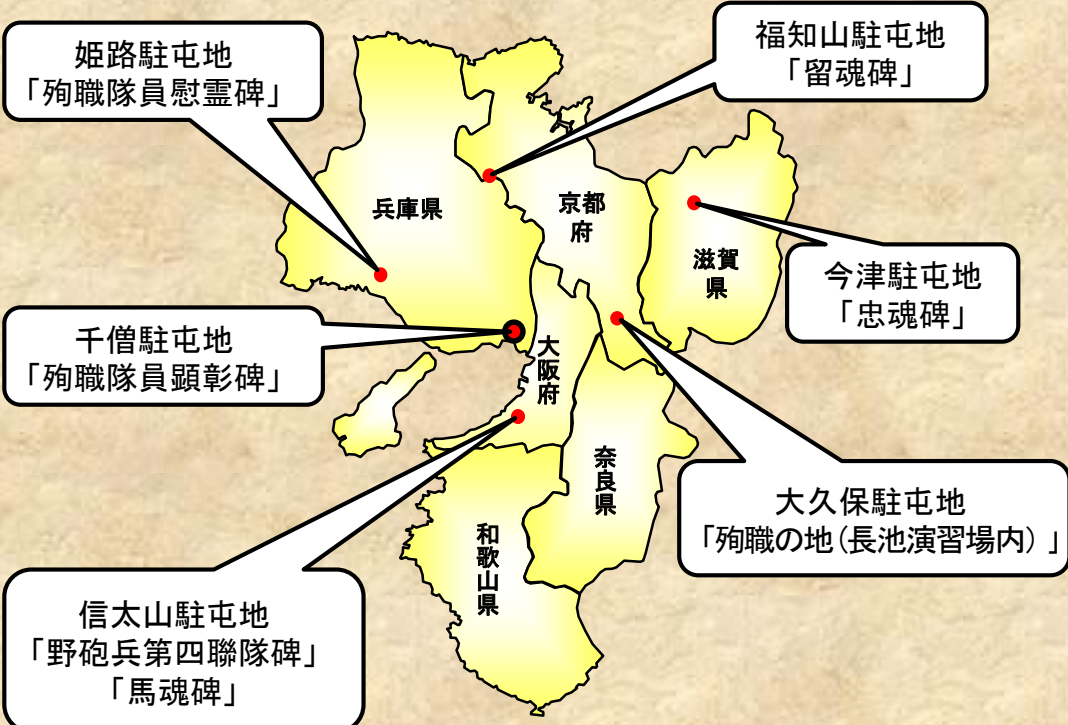 姫路駐屯地
「殉職隊員慰霊碑」
福知山駐屯地
「留魂碑」
兵庫県
京都
府
滋賀
県
今津駐屯地
「忠魂碑」
千僧駐屯地
「殉職隊員顕彰碑」
大阪府
奈良県
大久保駐屯地
「殉職の地(長池演習場内)」
和歌山県
信太山駐屯地
「野砲兵第四聯隊碑」
「馬魂碑」